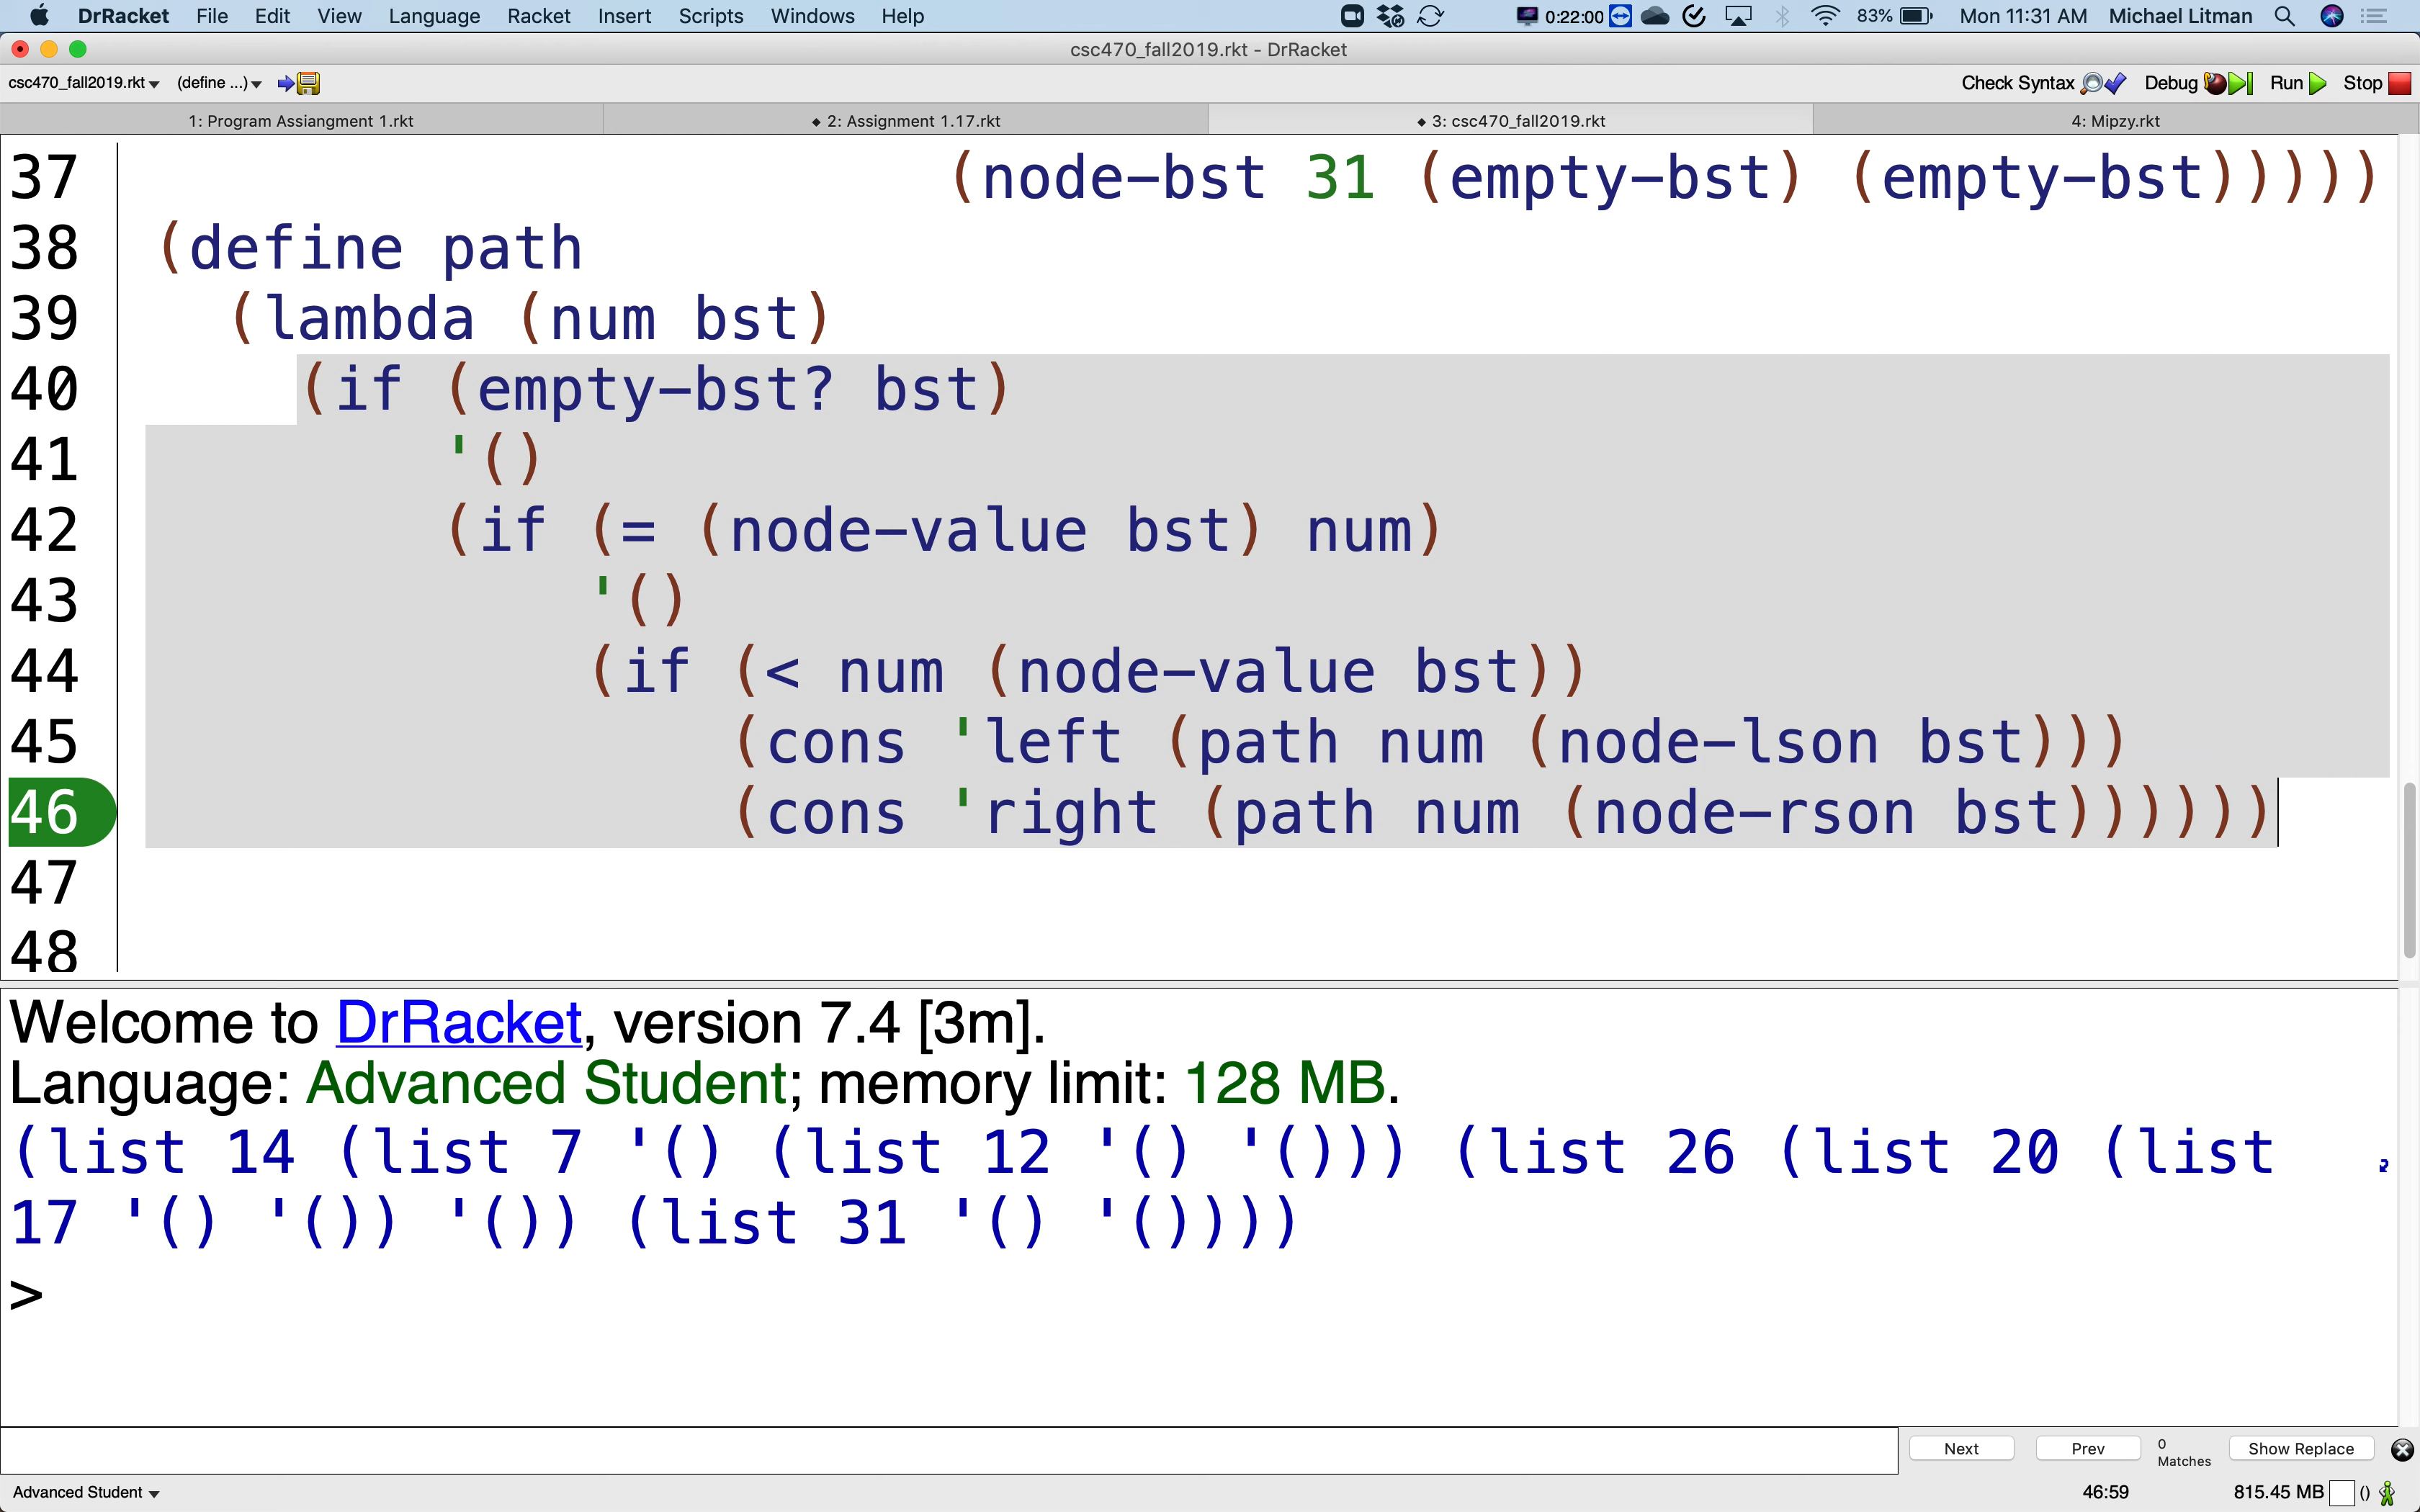 DrRacket File Edit View Language Racket Insert Scripts Windows Help 0:22:00 83% Mon 11:31 AM Michael Litman
csc470_fall2019.rkt - DrRacket
csc470_fall2019.rkt (define ...) Check Syntax Debug Run Stop
1: Program Assiangment 1.rkt ◆ 2: Assignment 1.17.rkt ◆ 3: csc470_fall2019.rkt 4: Mipzy.rkt
37 (node-bst 31 (empty-bst) (empty-bst)))))
38 (define path
39 (lambda (num bst)
40 (if (empty-bst? bst)
41 '()
42 (if (= (node-value bst) num)
43 '()
44 (if (< num (node-value bst))
45 (cons 'left (path num (node-lson bst)))
46 (cons 'right (path num (node-rson bst))))))
47
48
Welcome to DrRacket, version 7.4 [3m].
Language: Advanced Student; memory limit: 128 MB.
(list 14 (list 7 '() (list 12 '() '())) (list 26 (list 20 (list
17 '() '()) '()) (list 31 '() '())))
>
Next Prev 0 Matches Show Replace
Advanced Student 46:59 815.45 MB ()